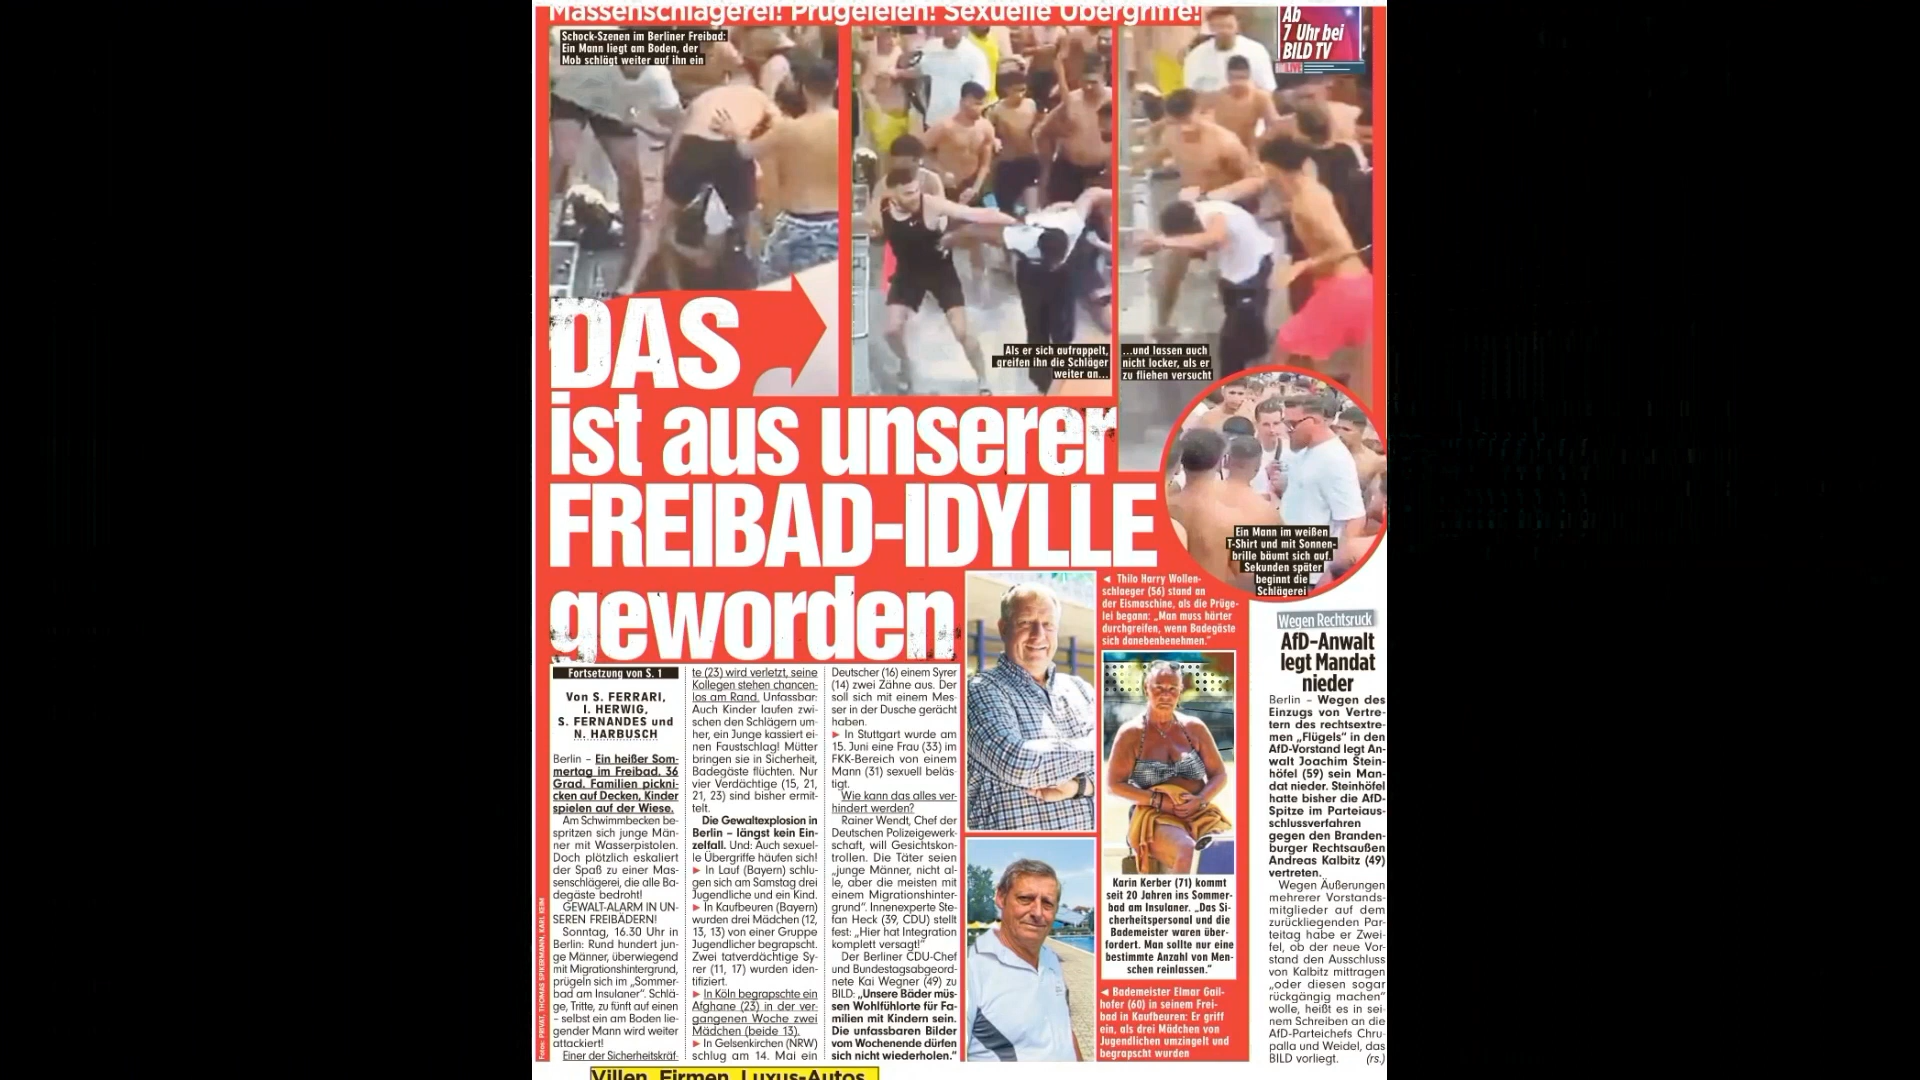 Massenschlägerei! Prügeleien! Sexuelle Übergriffe!
Ab
7 Uhr bei
BILD TV
LIVE
Schock-Szenen im Berliner Freibad:
Ein Mann liegt am Boden, der
Mob schlägt weiter auf ihn ein
Als er sich aufrappelt,
greifen ihn die Schläger
weiter an...
...und lassen auch
nicht locker, als er
zu fliehen versucht
DAS
ist aus unserer
FREIBAD-IDYLLE
geworden
Ein Mann im weißen
T-Shirt und mit Sonnen-
brille bäumt sich auf.
Sekunden später
beginnt die
Schlägerei
Fortsetzung von S. 1
Von S. FERRARI,
I. HERWIG,
S. FERNANDES und
N. HARBUSCH
Berlin – Ein heißer Som-
mertag im Freibad, 36
Grad. Familien pickni-
cken auf Decken, Kinder
spielen auf der Wiese.
Am Schwimmbecken be-
spritzen sich junge Män-
ner mit Wasserpistolen.
Doch plötzlich eskaliert
der Spaß zu einer Mas-
senschlägerei, die alle Ba-
degäste bedroht!
GEWALT-ALARM IN UN-
SEREN FREIBÄDERN!
Sonntag, 16.30 Uhr in
Berlin: Rund hundert jun-
ge Männer, überwiegend
mit Migrationshintergrund,
prügeln sich im „Sommer-
bad am Insulaner“. Schlä-
ge, Tritte, zu fünft auf einen
– selbst ein am Boden lie-
gender Mann wird weiter
attackiert!
Einer der Sicherheitskräf-
te (23) wird verletzt, seine
Kollegen stehen chancen-
los am Rand. Unfassbar:
Auch Kinder laufen zwi-
schen den Schlägern um-
her, ein Junge kassiert ei-
nen Faustschlag! Mütter
bringen sie in Sicherheit,
Badegäste flüchten. Nur
vier Verdächtige (15, 21,
21, 23) sind bisher ermit-
telt.
Die Gewaltexplosion in
Berlin – längst kein Ein-
zelfall. Und: Auch sexuel-
le Übergriffe häufen sich!
► In Lauf (Bayern) schlu-
gen sich am Samstag drei
Jugendliche und ein Kind.
► In Kaufbeuren (Bayern)
wurden drei Mädchen (12,
13, 13) von einer Gruppe
Jugendlicher begrapscht.
Zwei tatverdächtige Sy-
rer (11, 17) wurden iden-
tifiziert.
► In Köln begrapschte ein
Afghane (23) in der ver-
gangenen Woche zwei
Mädchen (beide 13).
► In Gelsenkirchen (NRW)
schlug am 14. Mai ein
Deutscher (16) einem Syrer
(14) zwei Zähne aus. Der
soll sich mit einem Mes-
ser in der Dusche gerächt
haben.
► In Stuttgart wurde am
15. Juni eine Frau (33) im
FKK-Bereich von einem
Mann (31) sexuell beläs-
tigt.
Wie kann das alles ver-
hindert werden?
Rainer Wendt, Chef der
Deutschen Polizeigewerk-
schaft, will Gesichtskon-
trollen. Die Täter seien
„junge Männer, nicht al-
le, aber die meisten mit
einem Migrationshinter-
grund“. Innenexperte Ste-
fan Heck (39, CDU) stellt
fest: „Hier hat Integration
komplett versagt!“
Der Berliner CDU-Chef
und Bundestagsabgeord-
nete Kai Wegner (49) zu
BILD: „Unsere Bäder müs-
sen Wohlfühlorte für Fa-
milien mit Kindern sein.
Die unfassbaren Bilder
vom Wochenende dürfen
sich nicht wiederholen.“
Fotos: PRIVAT, THOMAS SPIKERMANN, KARL KEIM
◄ Thilo Harry Wollen-
schlaeger (56) stand an
der Eismaschine, als die Prüge-
lei begann: „Man muss härter
durchgreifen, wenn Badegäste
sich danebenbenehmen.“
Karin Kerber (71) kommt
seit 20 Jahren ins Sommer-
bad am Insulaner. „Das Si-
cherheitspersonal und die
Bademeister waren über-
fordert. Man sollte nur eine
bestimmte Anzahl von Men-
schen reinlassen.“
◄ Bademeister Elmar Gail-
hofer (60) in seinem Frei-
bad in Kaufbeuren: Er griff
ein, als drei Mädchen von
Jugendlichen umzingelt und
begrapscht wurden
Wegen Rechtsruck
AfD-Anwalt
legt Mandat
nieder
Berlin – Wegen des
Einzugs von Vertre-
tern des rechtsextre-
men „Flügels“ in den
AfD-Vorstand legt An-
walt Joachim Stein-
höfel (59) sein Man-
dat nieder. Steinhöfel
hatte bisher die AfD-
Spitze im Parteiaus-
schlussverfahren
gegen den Branden-
burger Rechtsaußen
Andreas Kalbitz (49)
vertreten.
Wegen Äußerungen
mehrerer Vorstands-
mitglieder auf dem
zurückliegenden Par-
teitag habe er Zwei-
fel, ob der neue Vor-
stand den Ausschluss
von Kalbitz mittragen
„oder diesen sogar
rückgängig machen“
wolle, heißt es in sei-
nem Schreiben an die
AfD-Parteichefs Chru-
palla und Weidel, das
BILD vorliegt. (rs.)
Villen, Firmen, Luxus-Autos